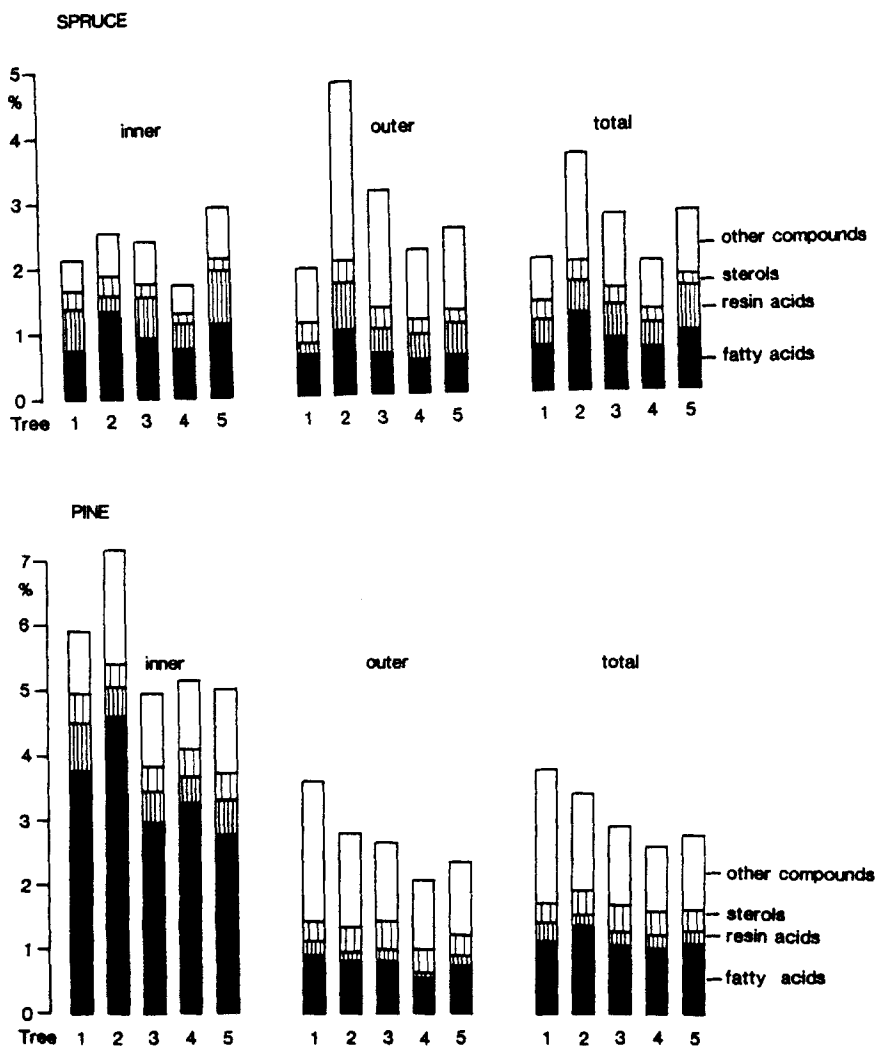 SPRUCE
5
%
4
3
2
1
0
inner
outer
total
other compounds
sterols
resin acids
fatty acids
Tree 1 2 3 4 5 1 2 3 4 5 1 2 3 4 5
PINE
7
%
6
5
4
3
2
1
0
inner
outer
total
other compounds
sterols
resin acids
fatty acids
Tree 1 2 3 4 5 1 2 3 4 5 1 2 3 4 5